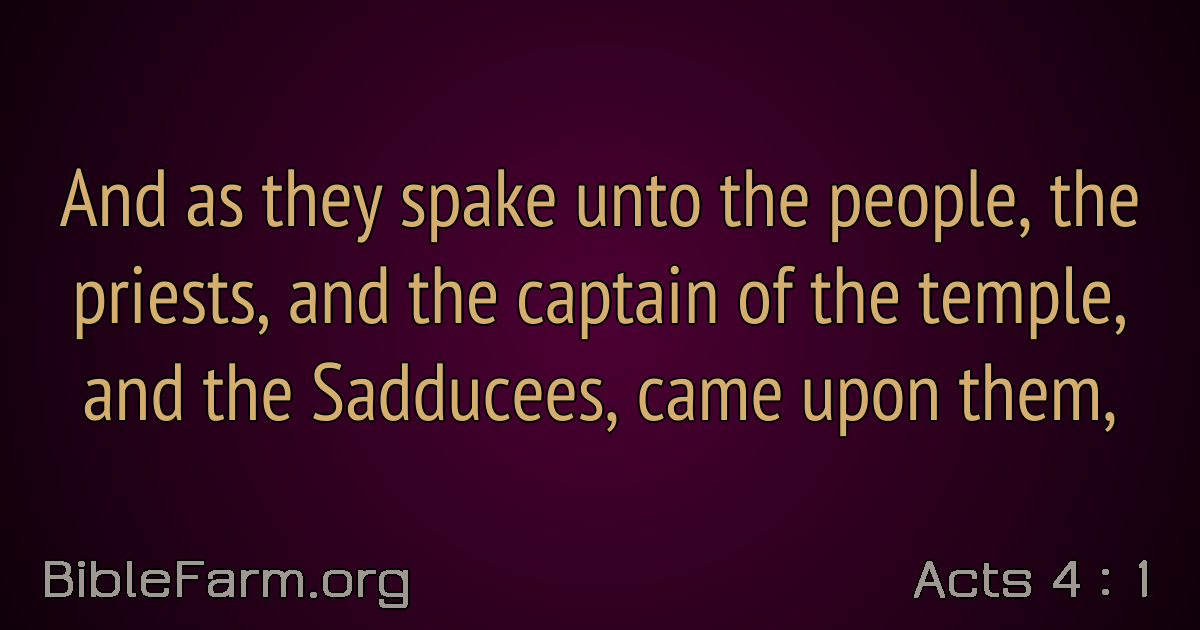 And as they spake unto the people, the
priests, and the captain of the temple,
and the Sadducees, came upon them,
BibleFarm.org
Acts 4 : 1